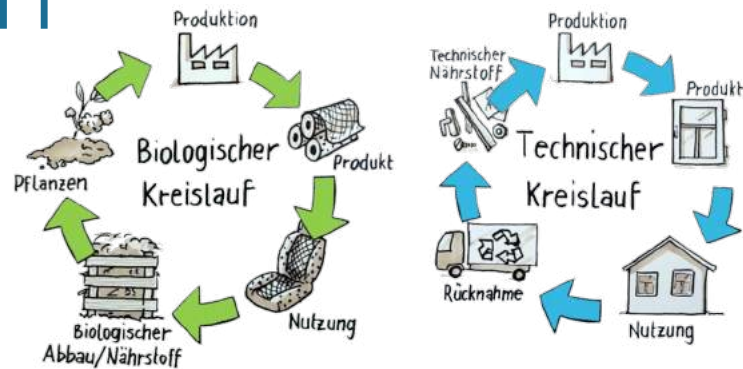 Produktion
Biologischer
Kreislauf
Produkt
Nutzung
Biologischer
Abbau/Nährstoff
Pflanzen
Produktion
Technischer
Nährstoff
Produkt
Technischer
Kreislauf
Rücknahme
Nutzung